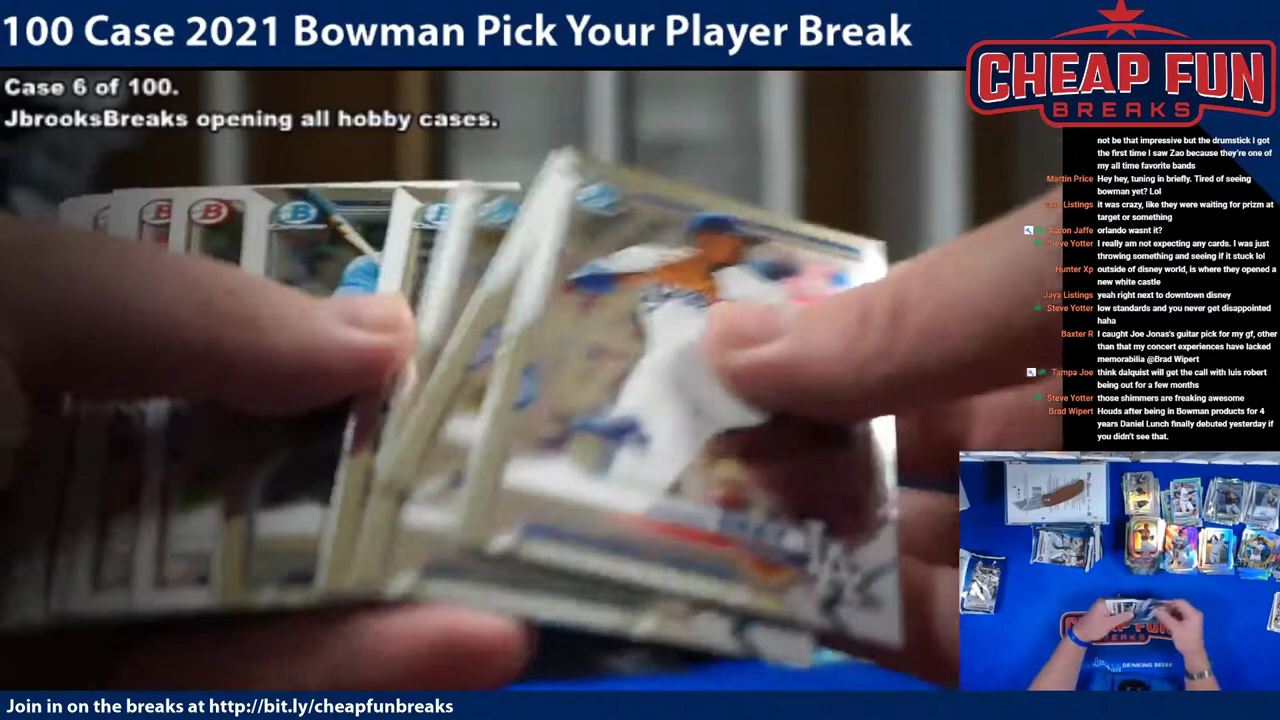 100 Case 2021 Bowman Pick Your Player Break
Case 6 of 100.
JbrooksBreaks opening all hobby cases.
CHEAP FUN
BREAKS
not be that impressive but the drumstick I got
the first time I saw Zao because they're one of
my all time favorite bands
Martin Price Hey hey, tuning in briefly. Tired of seeing
bowman yet? Lol
Listings it was crazy, like they were waiting for prizm at
target or something
Aaron Jaffe orlando wasnt it?
Steve Yotter I really am not expecting any cards. I was just
throwing something and seeing if it stuck lol
Hunter Xp outside of disney world, is where they opened a
new white castle
Jaya Listings yeah right next to downtown disney
Steve Yotter low standards and you never get disappointed
haha
Baxter R I caught Joe Jonas's guitar pick for my gf, other
than that my concert experiences have lacked
memorabilia @Brad Wipert
Tampa Joe think dalquist will get the call with luis robert
being out for a few months
Steve Yotter those shimmers are freaking awesome
Brad Wipert Houds after being in Bowman products for 4
years Daniel Lunch finally debuted yesterday if
you didn't see that.
B
B
CHEAP FUN
BREAKS
DRINKING BREAK
Join in on the breaks at http://bit.ly/cheapfunbreaks